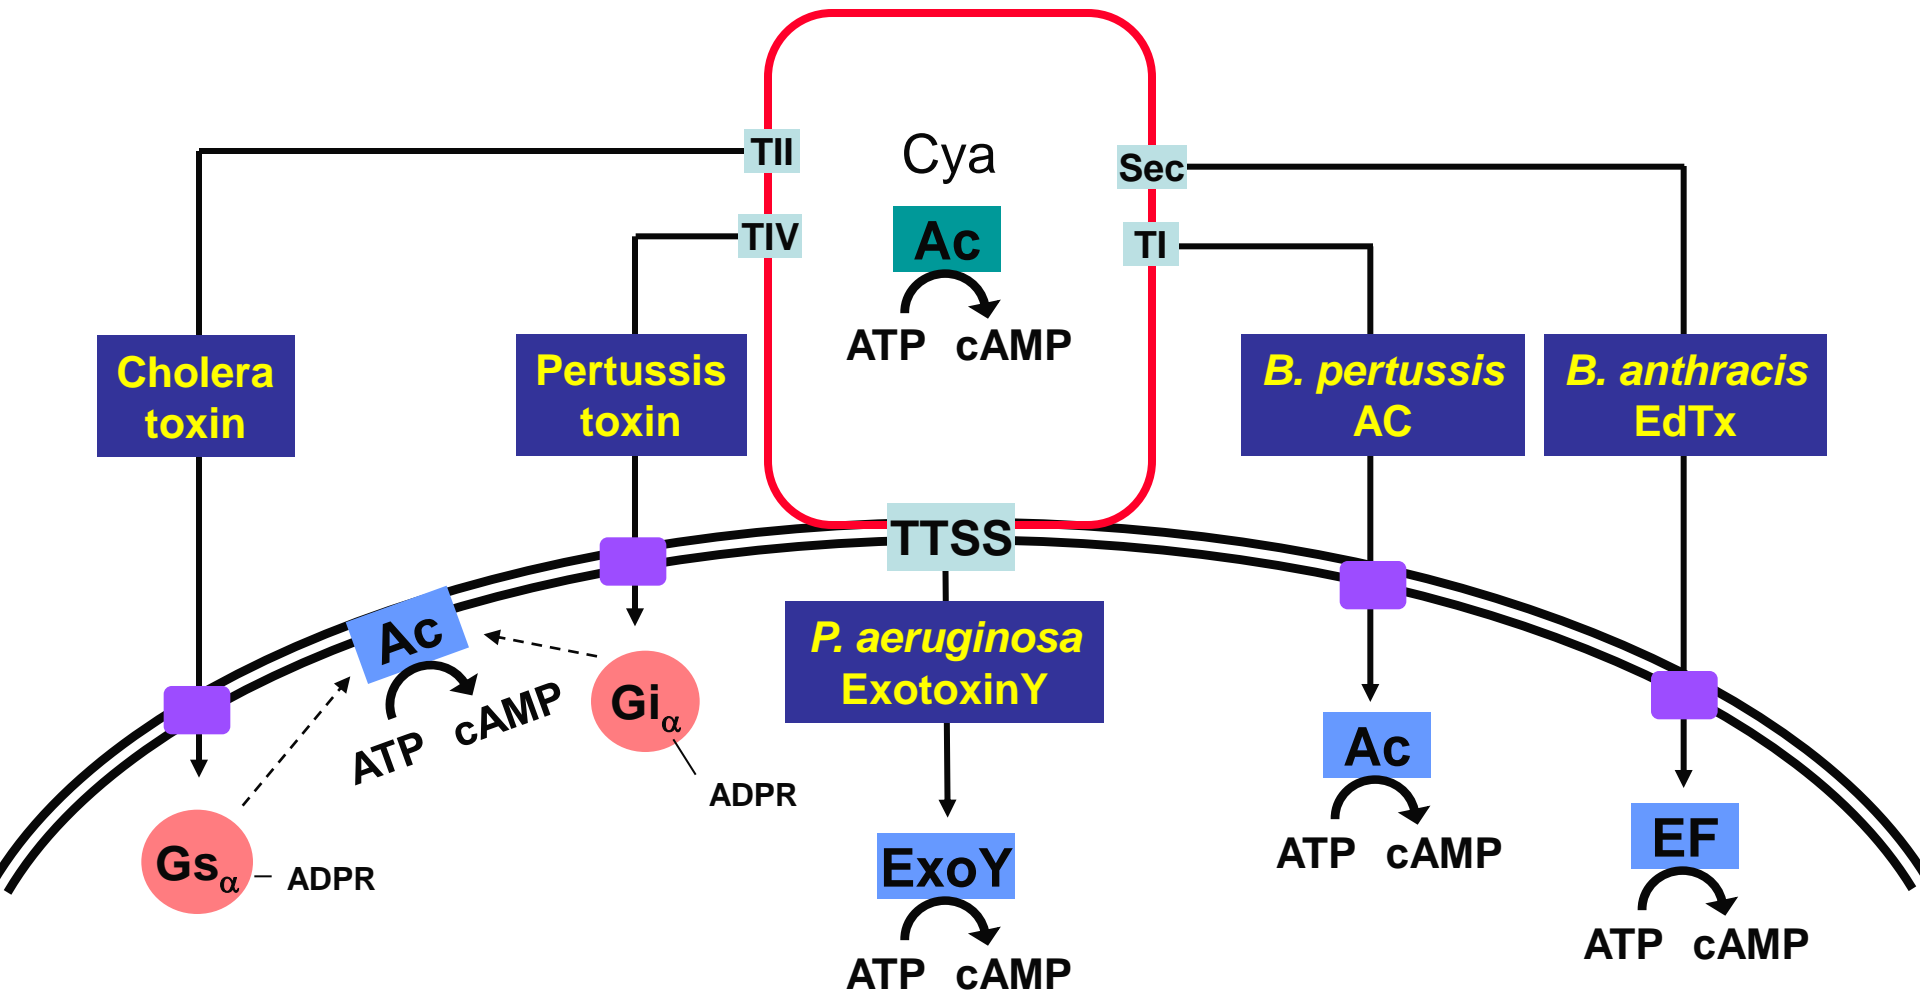 TII
Cya
Sec
TIV
Ac
TI
ATP cAMP
Cholera
toxin
Pertussis
toxin
B. pertussis
AC
B. anthracis
EdTx
TTSS
Ac
ATP cAMP
Giα
ADPR
P. aeruginosa
ExotoxinY
Gsα
ADPR
ExoY
ATP cAMP
Ac
ATP cAMP
EF
ATP cAMP